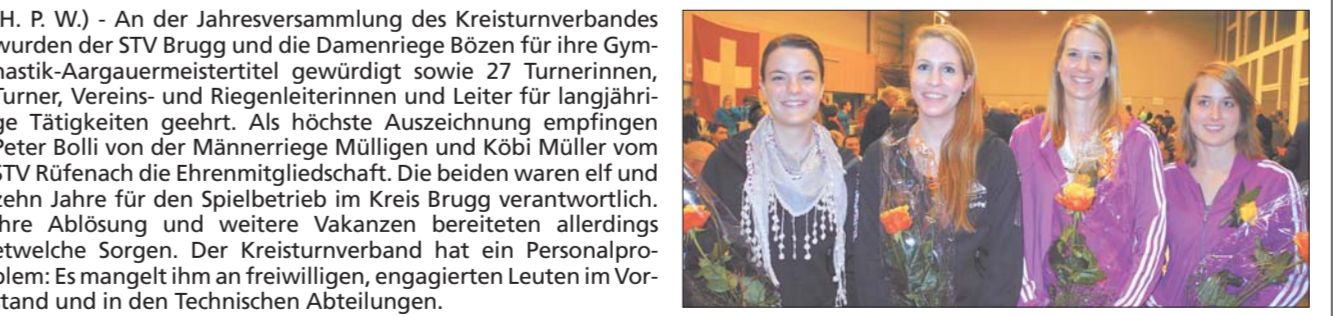 H. P. W.) - An der Jahresversammlung des Kreisturnverbandes
wurden der STV Brugg und die Damenriege Bözen für ihre Gym-
nastik-Aargauermeistertitel gewürdigt sowie 27 Turnerinnen,
Turner, Vereins- und Riegenleiterinnen und Leiter für langjähri-
ge Tätigkeiten geehrt. Als höchste Auszeichnung empfingen
Peter Bolli von der Männerriege Mülligen und Köbi Müller vom
STV Rüfenach die Ehrenmitgliedschaft. Die beiden waren elf und
zehn Jahre für den Spielbetrieb im Kreis Brugg verantwortlich.
Ihre Ablösung und weitere Vakanzen bereiteten allerdings
etwelche Sorgen. Der Kreisturnverband hat ein Personalpro-
blem: Es mangelt ihm an freiwilligen, engagierten Leuten im Vor-
stand und in den Technischen Abteilungen.